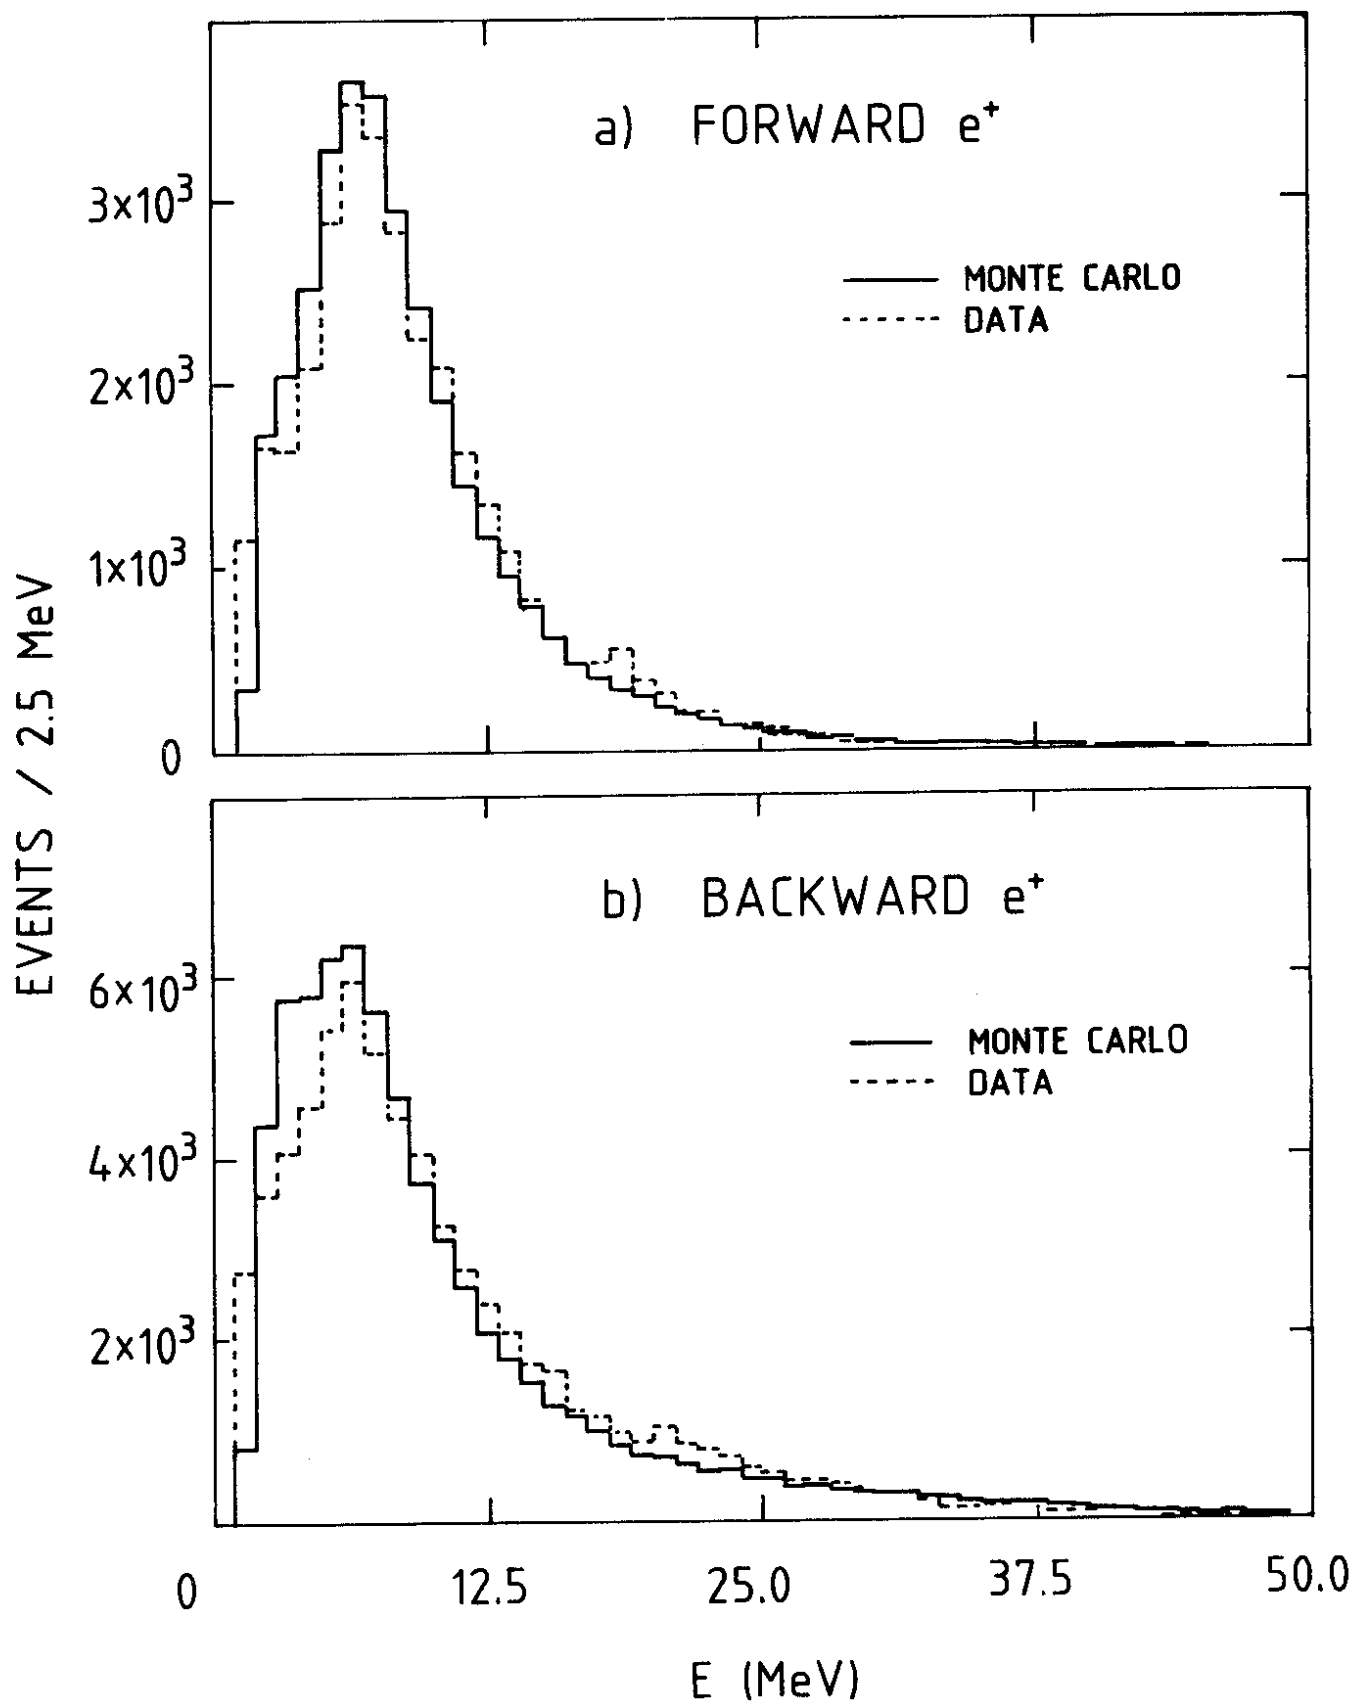 a) FORWARD e⁺
3×10³
MONTE CARLO
DATA
2×10³
1×10³
0
EVENTS / 2.5 MeV
b) BACKWARD e⁺
6×10³
MONTE CARLO
DATA
4×10³
2×10³
0 12.5 25.0 37.5 50.0
E (MeV)